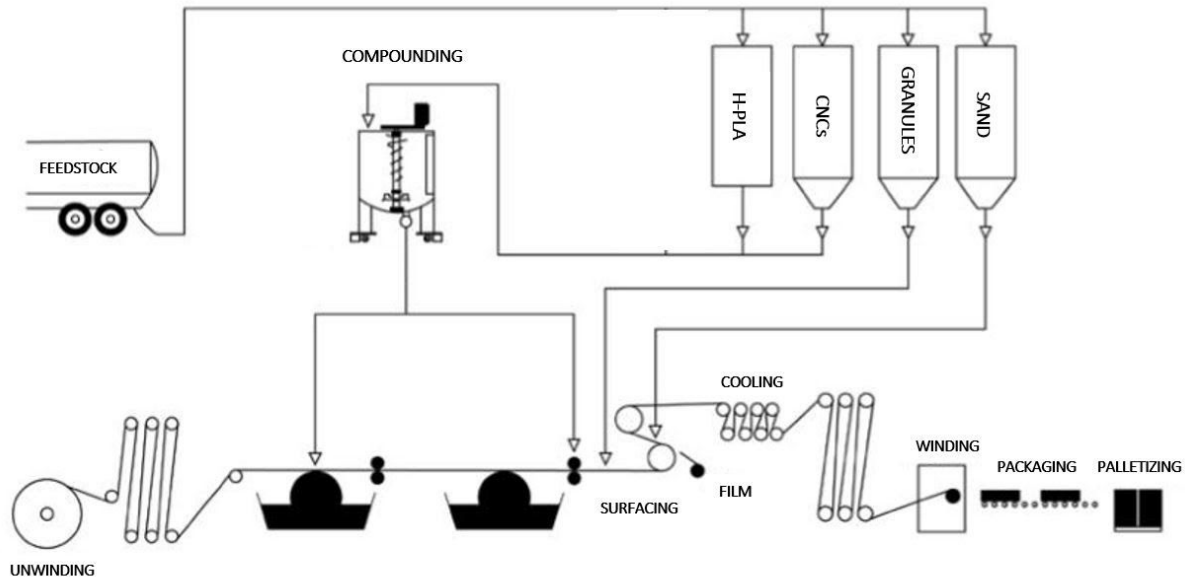 COMPOUNDING
H-PLA
CNCs
GRANULES
SAND
FEEDSTOCK
COOLING
WINDING
PACKAGING
PALLETIZING
FILM
SURFACING
UNWINDING